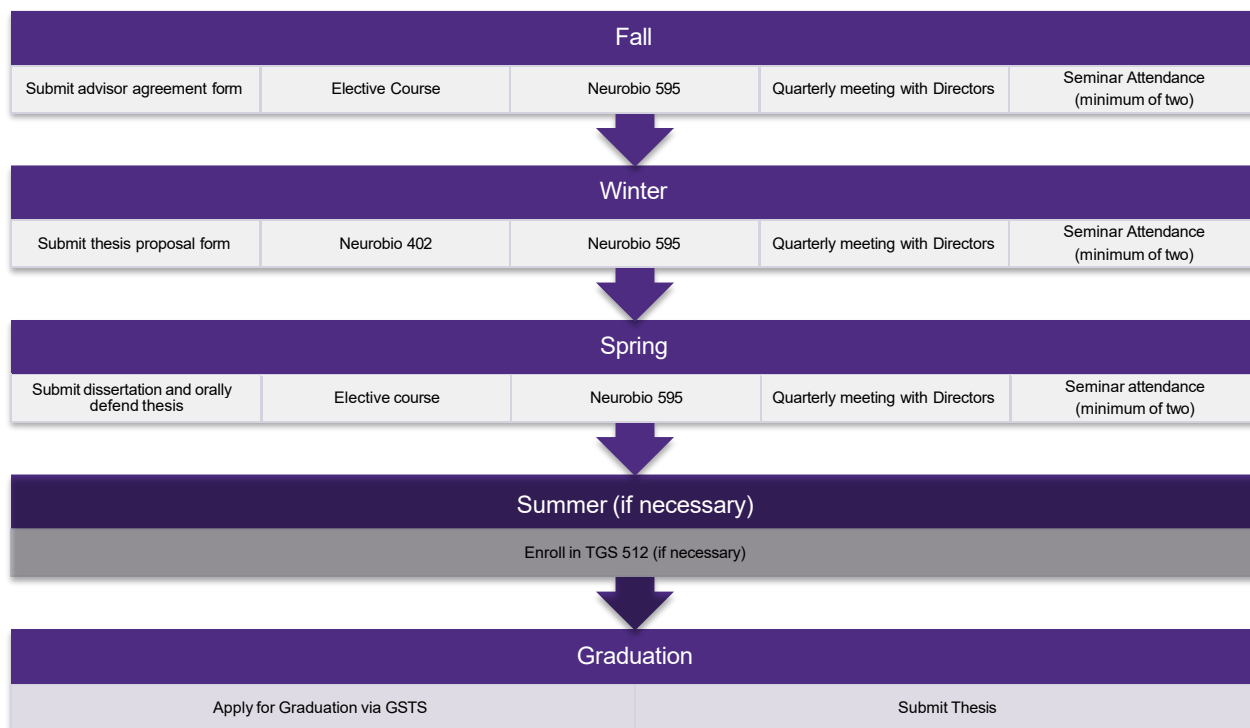 Fall
Submit advisor agreement form
Elective Course
Neurobio 595
Quarterly meeting with Directors
Seminar Attendance
(minimum of two)
Winter
Submit thesis proposal form
Neurobio 402
Neurobio 595
Quarterly meeting with Directors
Seminar Attendance
(minimum of two)
Spring
Submit dissertation and orally
defend thesis
Elective course
Neurobio 595
Quarterly meeting with Directors
Seminar attendance
(minimum of two)
Summer (if necessary)
Enroll in TGS 512 (if necessary)
Graduation
Apply for Graduation via GSTS
Submit Thesis